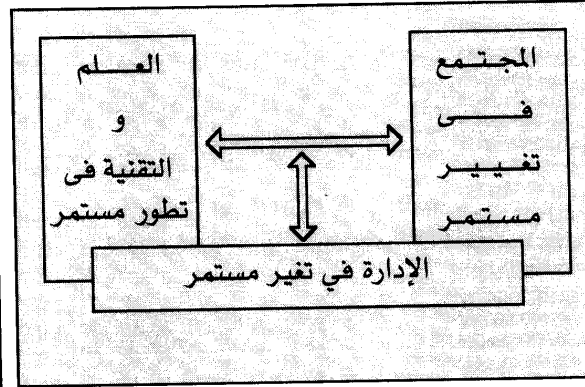 المجتمع
فى
تغيير
مستمر
العلم
و
التقنية فى
تطور مستمر
الإدارة في تغير مستمر